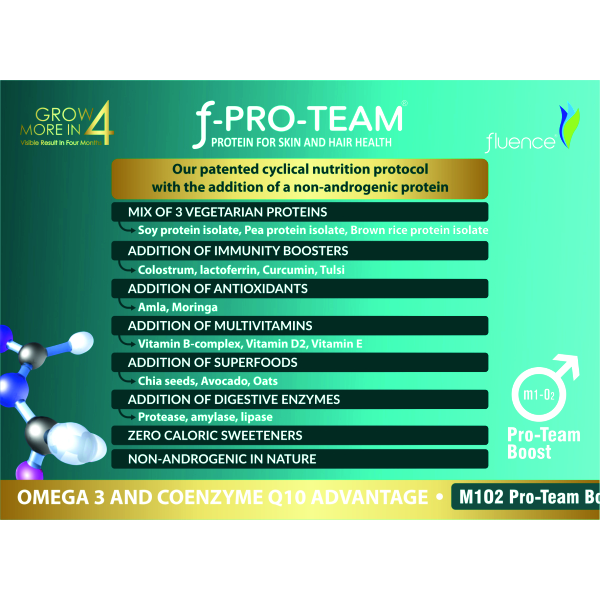 GROW
MORE IN 4
Visible Result in Four Months
f-PRO-TEAM®
PROTEIN FOR SKIN AND HAIR HEALTH
fluence
Our patented cyclical nutrition protocol
with the addition of a non-androgenic protein
MIX OF 3 VEGETARIAN PROTEINS
Soy protein isolate, Pea protein isolate, Brown rice protein isolate
ADDITION OF IMMUNITY BOOSTERS
Colostrum, lactoferrin, Curcumin, Tulsi
ADDITION OF ANTIOXIDANTS
Amla, Moringa
ADDITION OF MULTIVITAMINS
Vitamin B-complex, Vitamin D2, Vitamin E
ADDITION OF SUPERFOODS
Chia seeds, Avocado, Oats
ADDITION OF DIGESTIVE ENZYMES
Protease, amylase, lipase
ZERO CALORIC SWEETENERS
NON-ANDROGENIC IN NATURE
m1-02
Pro-Team
Boost
OMEGA 3 AND COENZYME Q10 ADVANTAGE • M102 Pro-Team Bo